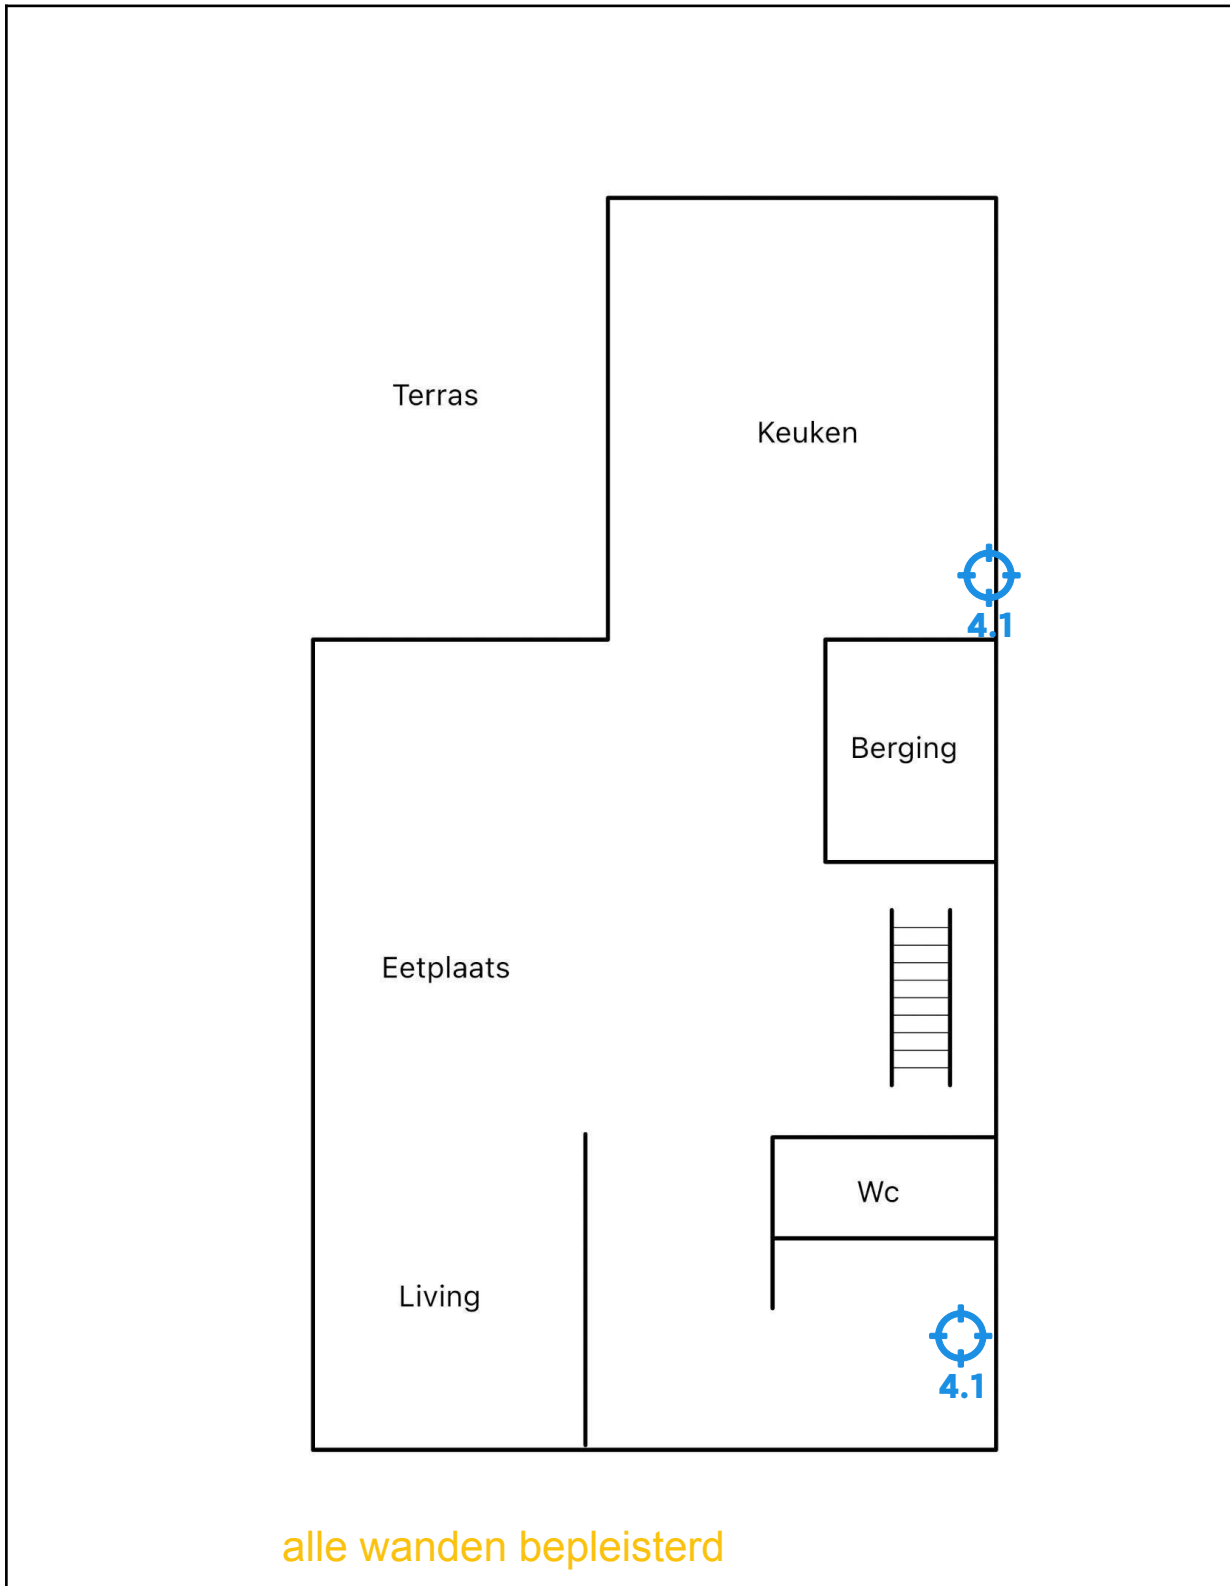 Terras
Keuken
4.1
Berging
Eetplaats
Wc
Living
4.1
alle wanden bepleisterd